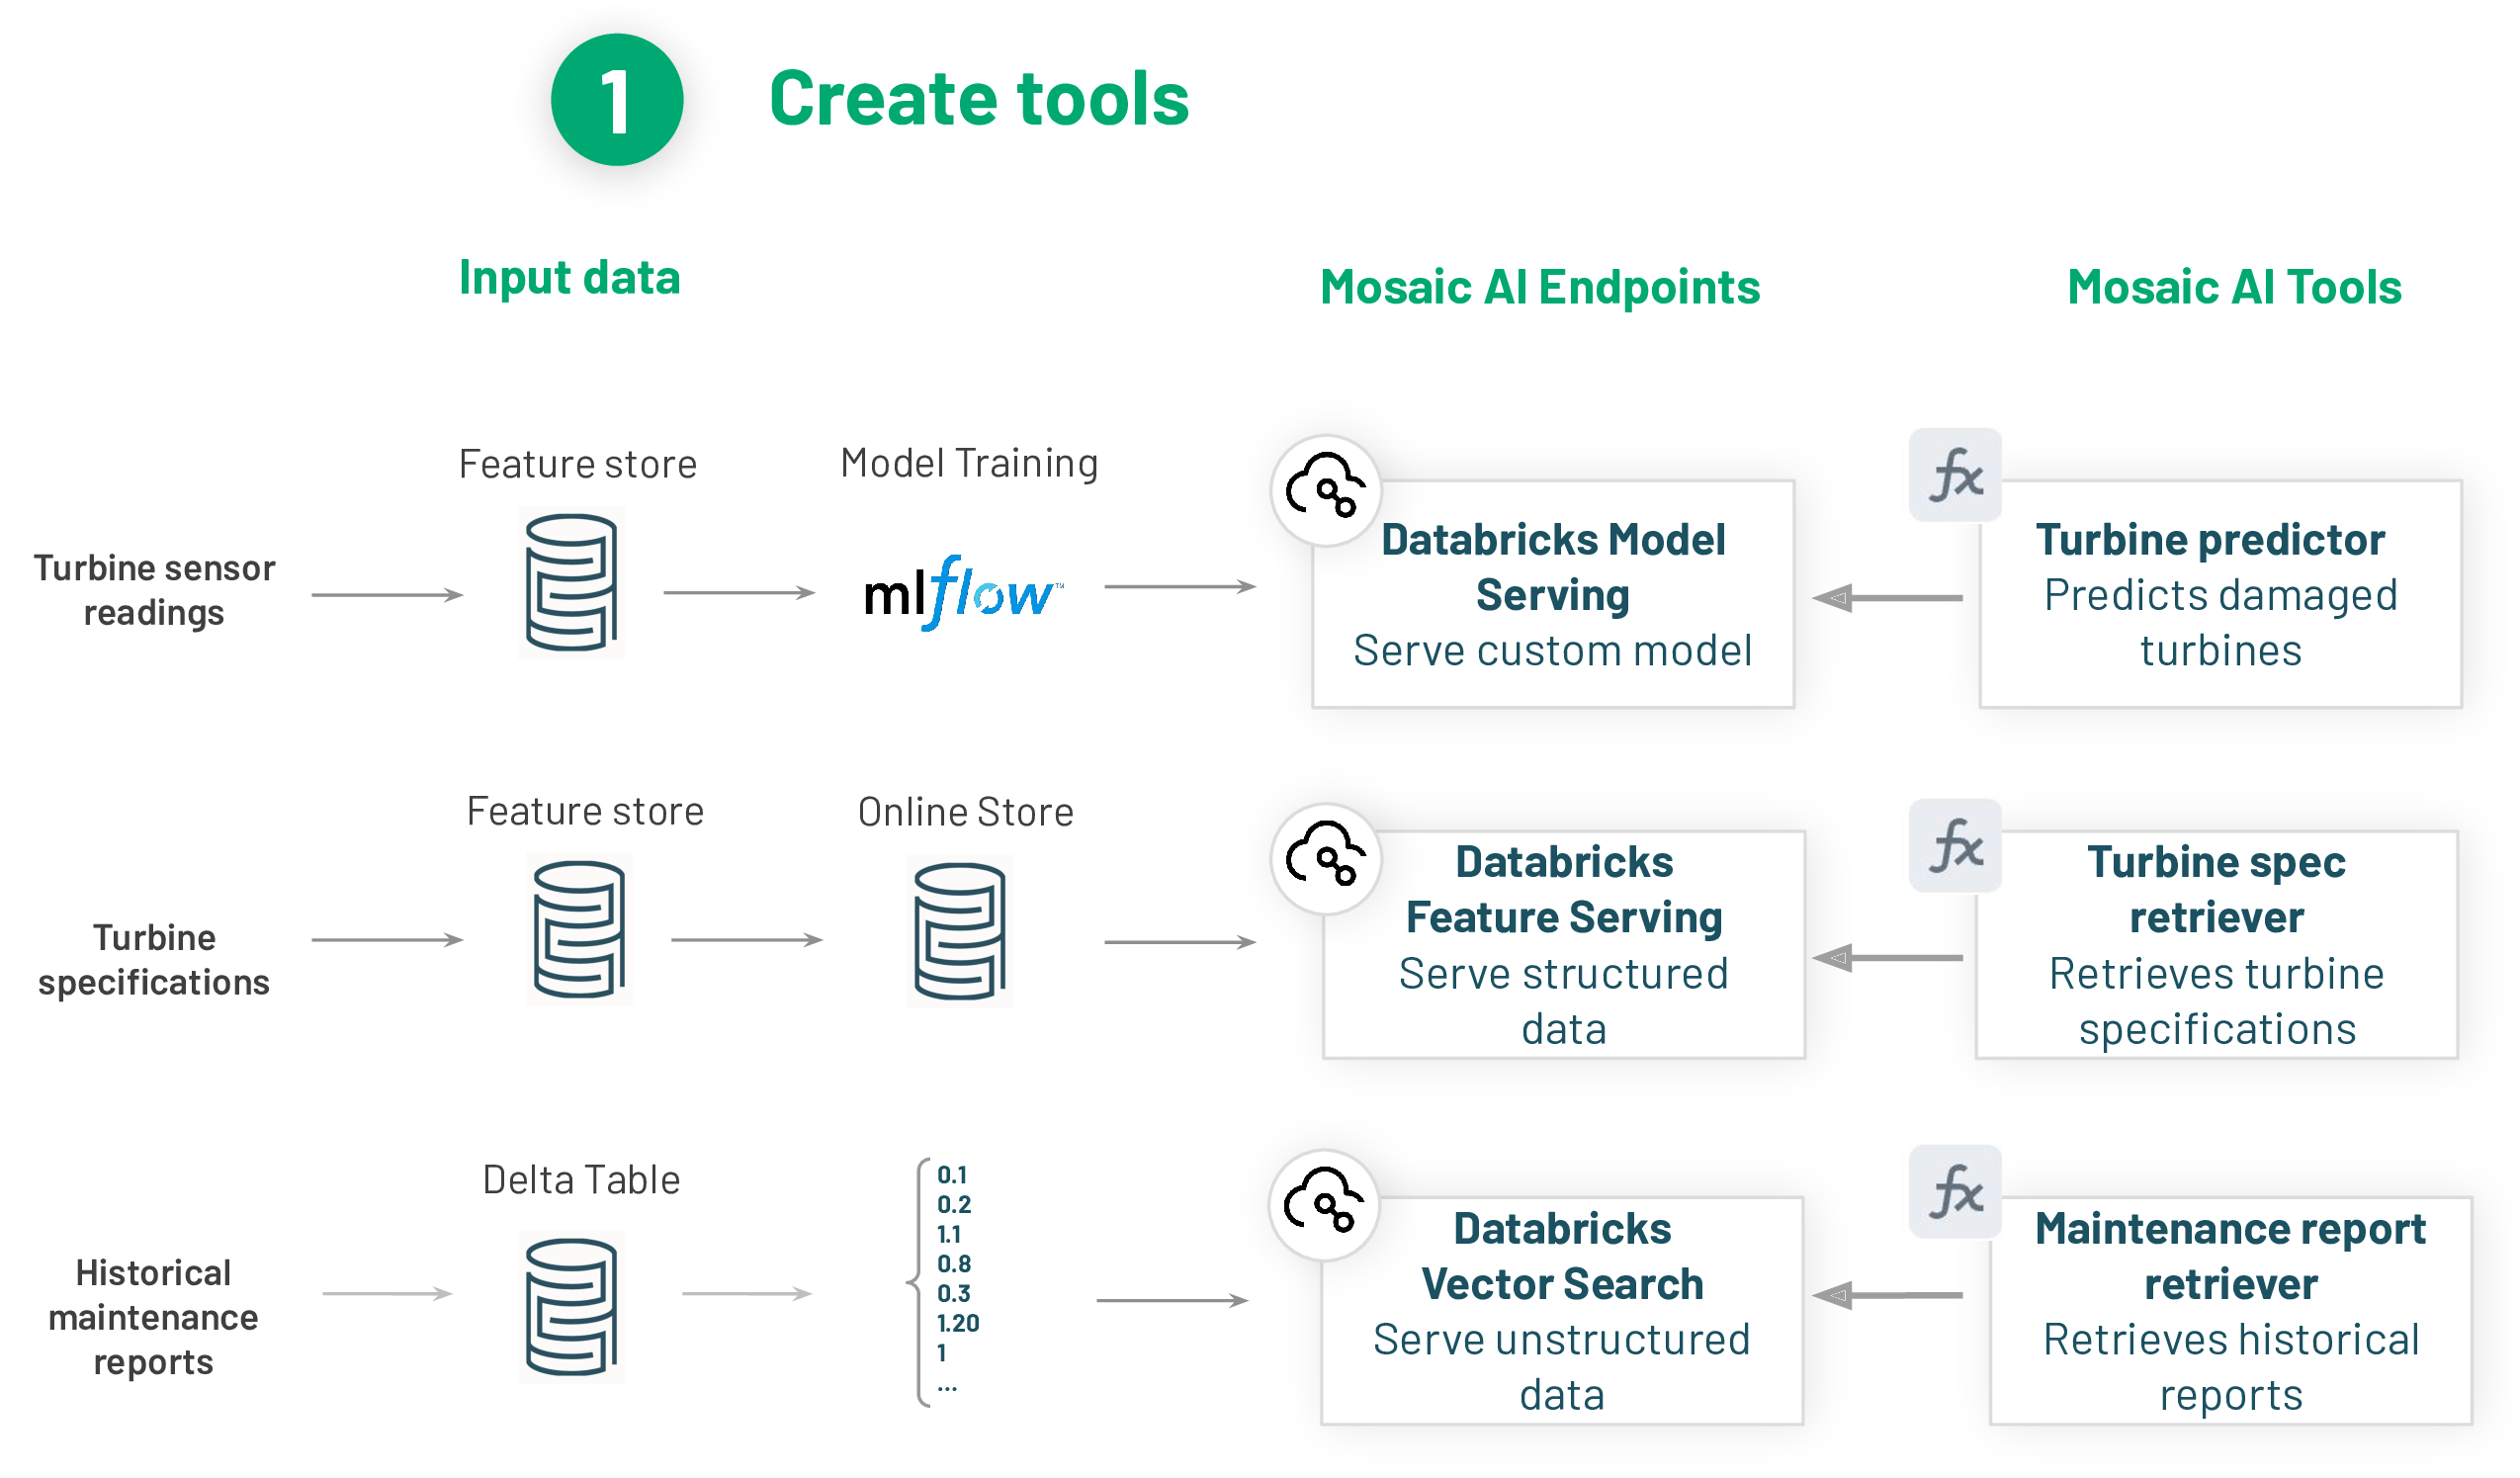 1
Create tools
Input data
Mosaic AI Endpoints
Mosaic AI Tools
Turbine sensor
readings
Feature store
Model Training
mlflow™
Databricks Model
Serving
Serve custom model
fx
Turbine predictor
Predicts damaged
turbines
Turbine
specifications
Feature store
Online Store
Databricks
Feature Serving
Serve structured
data
fx
Turbine spec
retriever
Retrieves turbine
specifications
Historical
maintenance
reports
Delta Table
0.1
0.2
1.1
0.8
0.3
1.20
1
...
Databricks
Vector Search
Serve unstructured
data
fx
Maintenance report
retriever
Retrieves historical
reports